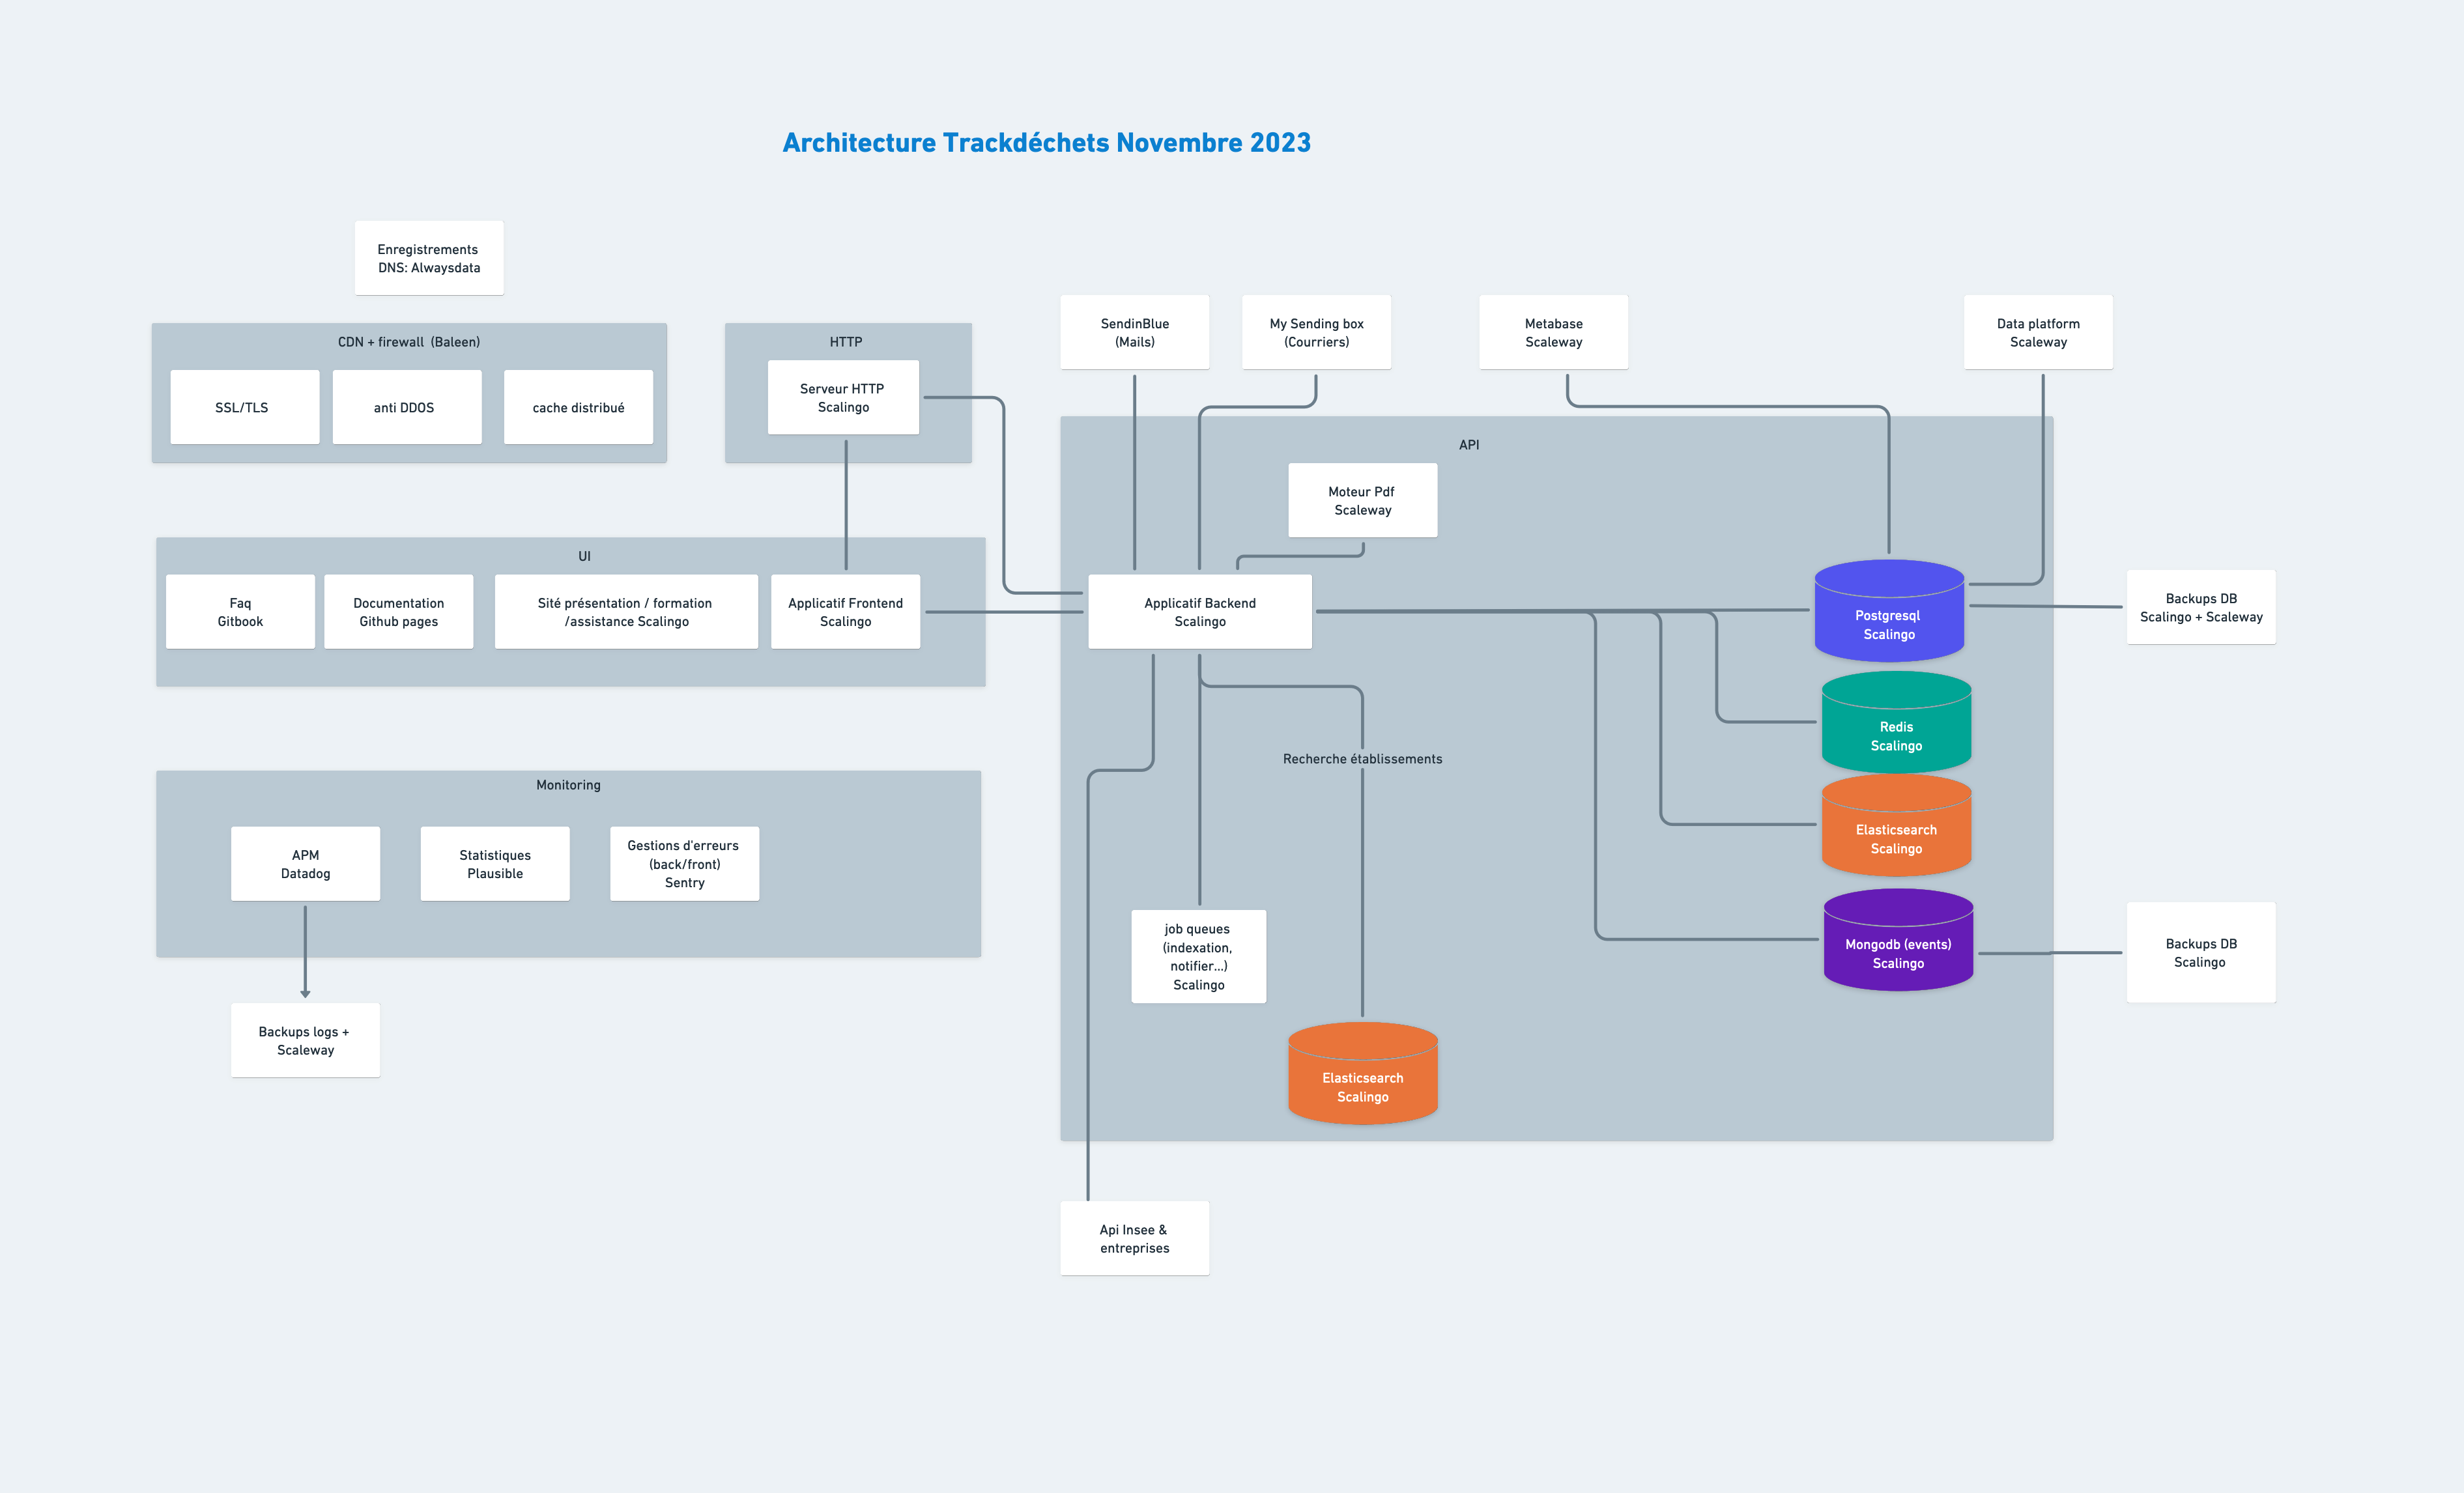 Architecture Trackdéchets Novembre 2023
Enregistrements
DNS: Alwaysdata
CDN + firewall (Baleen)
SSL/TLS
anti DDOS
cache distribué
HTTP
Serveur HTTP
Scalingo
SendinBlue
(Mails)
My Sending box
(Courriers)
Metabase
Scaleway
Data platform
Scaleway
UI
Faq
Gitbook
Documentation
Github pages
Sité présentation / formation
/assistance Scalingo
Applicatif Frontend
Scalingo
API
Moteur Pdf
Scaleway
Applicatif Backend
Scalingo
Postgresql
Scalingo
Backups DB
Scalingo + Scaleway
Redis
Scalingo
Recherche établissements
Elasticsearch
Scalingo
Mongodb (events)
Scalingo
Backups DB
Scalingo
job queues
(indexation,
notifier...)
Scalingo
Elasticsearch
Scalingo
Api Insee &
entreprises
Monitoring
APM
Datadog
Statistiques
Plausible
Gestions d'erreurs
(back/front)
Sentry
Backups logs +
Scaleway